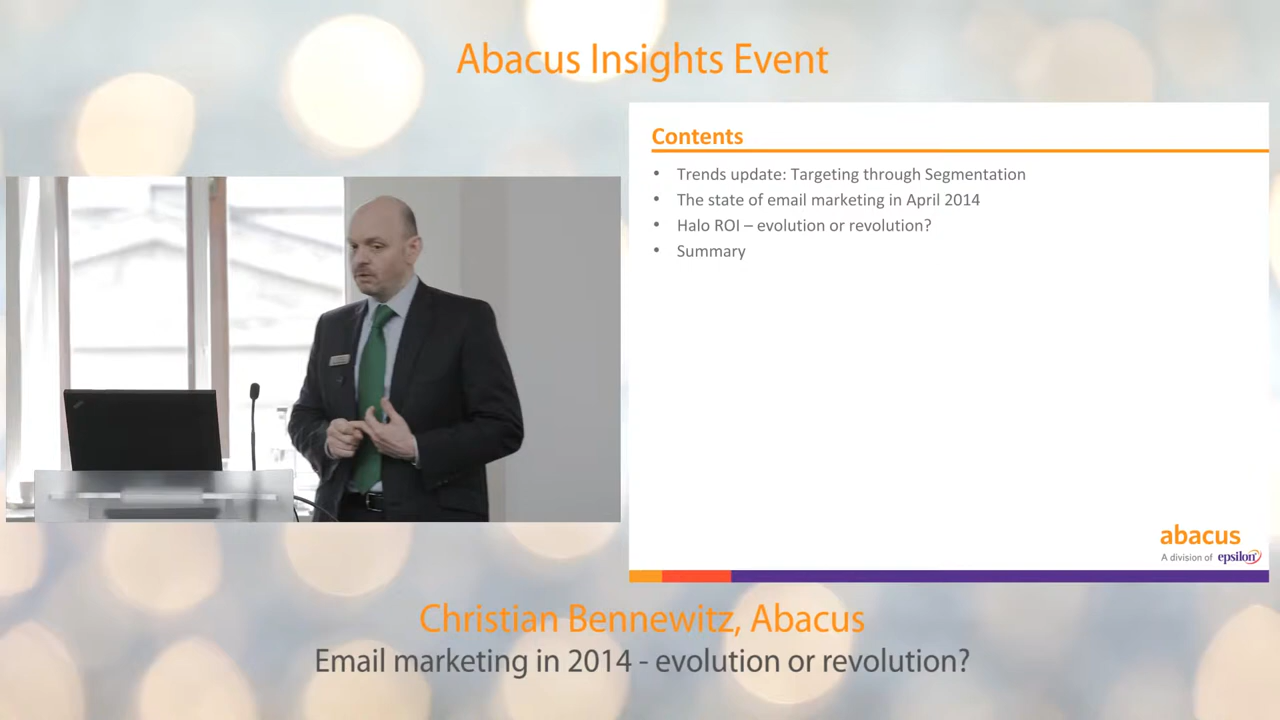 Abacus Insights Event
Contents
• Trends update: Targeting through Segmentation
• The state of email marketing in April 2014
• Halo ROI – evolution or revolution?
• Summary
abacus
A division of epsilon
Christian Bennewitz, Abacus
Email marketing in 2014 - evolution or revolution?